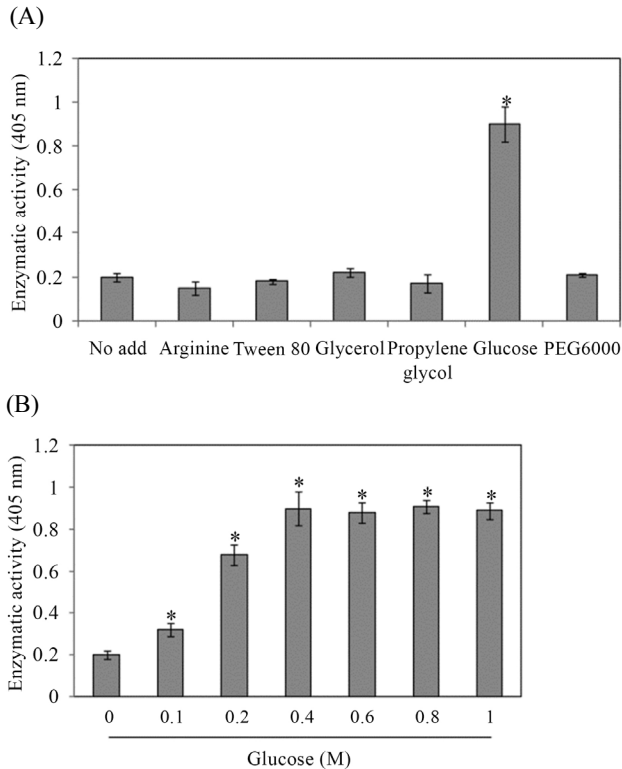 (A)
Enzymatic activity (405 nm)
1.2
1
0.8
0.6
0.4
0.2
0
*
No add Arginine Tween 80 Glycerol Propylene glycol Glucose PEG6000
(B)
Enzymatic activity (405 nm)
1.2
1
0.8
0.6
0.4
0.2
0
* * * * * *
0 0.1 0.2 0.4 0.6 0.8 1
Glucose (M)